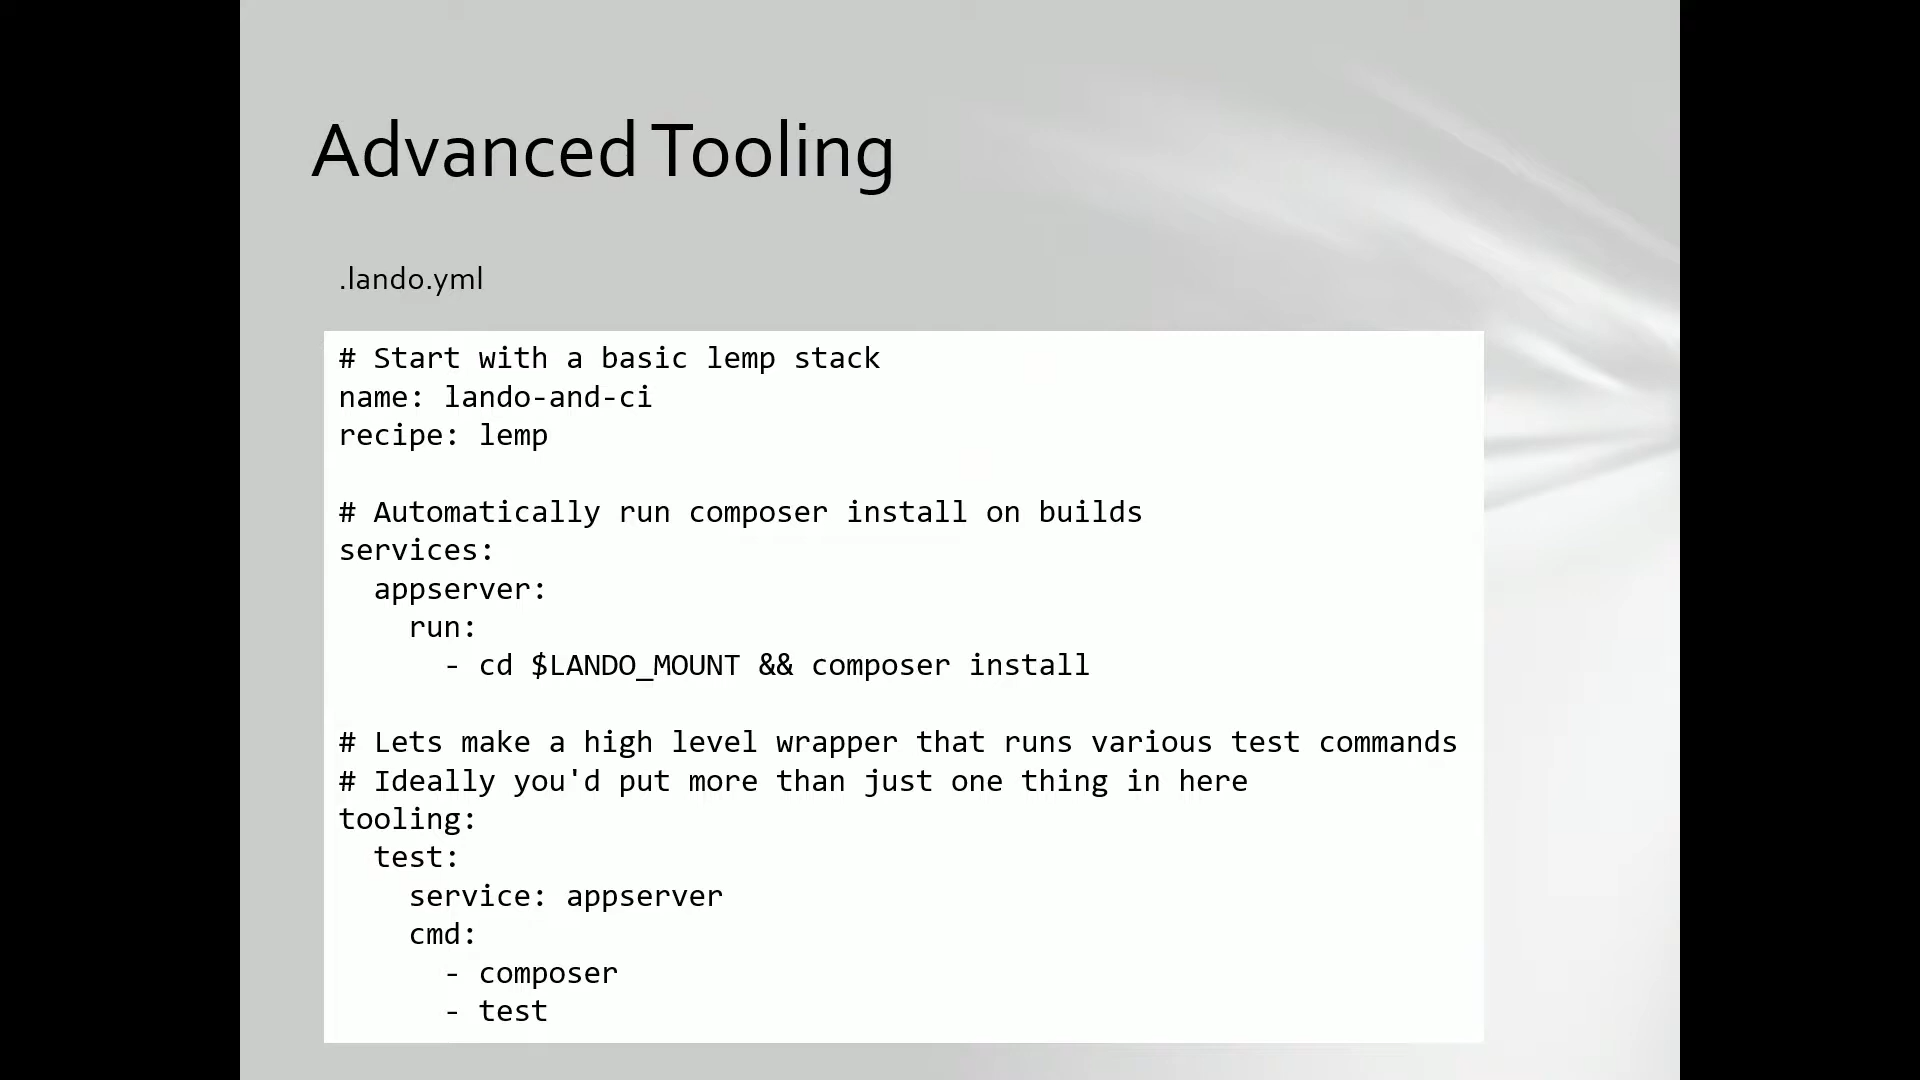 Advanced Tooling
.lando.yml
# Start with a basic lemp stack
name: lando-and-ci
recipe: lemp

# Automatically run composer install on builds
services:
  appserver:
    run:
      - cd $LANDO_MOUNT && composer install

# Lets make a high level wrapper that runs various test commands
# Ideally you'd put more than just one thing in here
tooling:
  test:
    service: appserver
    cmd:
      - composer
      - test